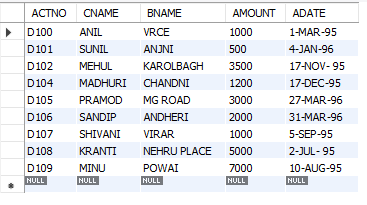 ACTNO CNAME BNAME AMOUNT ADATE
D100 ANIL VRCE 1000 1-MAR-95
D101 SUNIL ANJNI 500 4-JAN-96
D102 MEHUL KAROLBAGH 3500 17-NOV- 95
D104 MADHURI CHANDNI 1200 17-DEC-95
D105 PRAMOD MG ROAD 3000 27-MAR-96
D106 SANDIP ANDHERI 2000 31-MAR-96
D107 SHIVANI VIRAR 1000 5-SEP-95
D108 KRANTI NEHRU PLACE 5000 2-JUL- 95
D109 MINU POWAI 7000 10-AUG-95
NULL NULL NULL NULL NULL